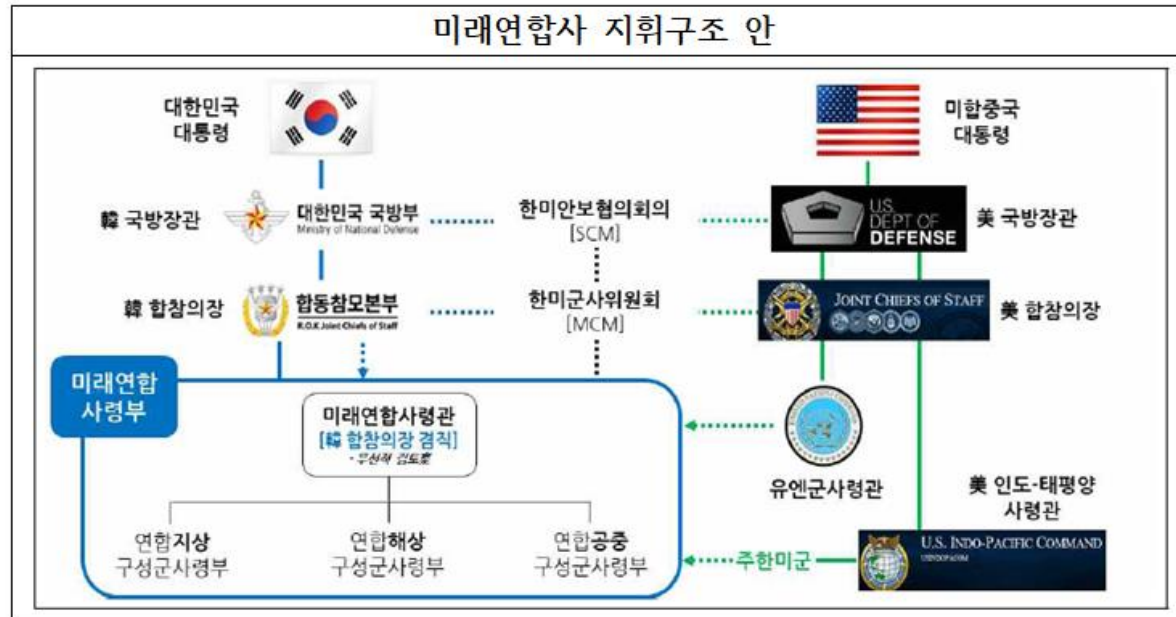 미래연합사 지휘구조 안
대한민국
대통령
미합중국
대통령
韓 국방장관
대한민국 국방부
Ministry of National Defense
한미안보협의회의
[SCM]
U.S.
DEPT OF
DEFENSE
美 국방장관
韓 합참의장
합동참모본부
R.O.K Joint Chiefs of Staff
한미군사위원회
[MCM]
JOINT CHIEFS OF STAFF
美 합참의장
미래연합
사령부
미래연합사령관
[韓 합참의장 겸직]
유엔군사령관
美 인도-태평양
사령관
연합지상
구성군사령부
연합해상
구성군사령부
연합공중
구성군사령부
주한미군
U.S. INDO-PACIFIC COMMAND
USINDOPACOM